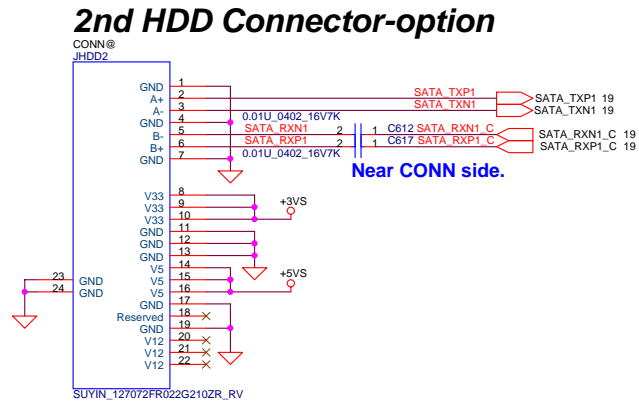 2nd HDD Connector-option
CONN@
JHDD2
GND 1
A+ 2 SATA_TXP1 SATA_TXP1 19
A- 3 SATA_TXN1 SATA_TXN1 19
GND 4 0.01U_0402_16V7K
B- 5 SATA_RXN1 2 1 C612 SATA_RXN1_C SATA_RXN1_C 19
B+ 6 SATA_RXP1 2 1 C617 SATA_RXP1_C SATA_RXP1_C 19
GND 7 0.01U_0402_16V7K
Near CONN side.
V33 8
V33 9 +3VS
V33 10
GND 11
GND 12
GND 13
V5 14
23 GND V5 15 +5VS
24 GND V5 16
GND 17
Reserved 18
GND 19
V12 20
V12 21
V12 22
SUYIN_127072FR022G210ZR_RV